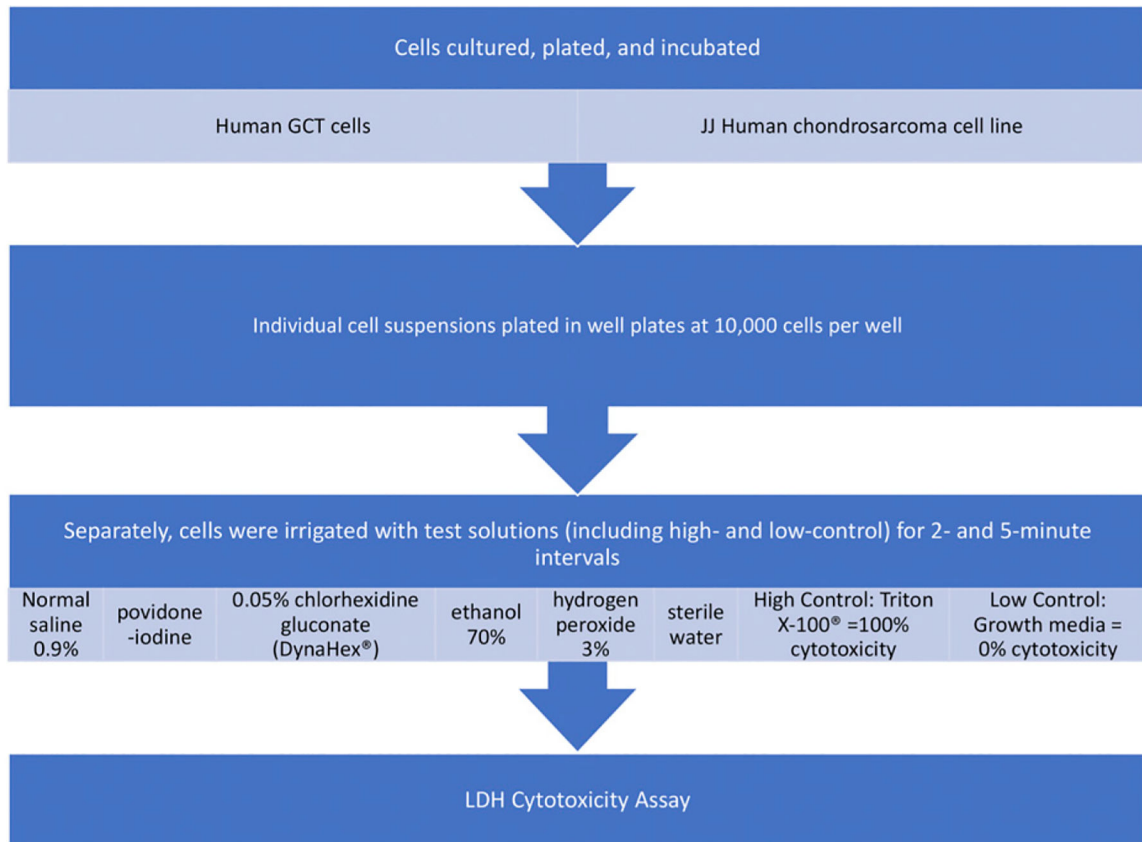 Cells cultured, plated, and incubated
Human GCT cells
JJ Human chondrosarcoma cell line
Individual cell suspensions plated in well plates at 10,000 cells per well
Separately, cells were irrigated with test solutions (including high- and low-control) for 2- and 5-minute
intervals
Normal
saline
0.9%
povidone
-iodine
0.05% chlorhexidine
gluconate
(DynaHex®)
ethanol
70%
hydrogen
peroxide
3%
sterile
water
High Control: Triton
X-100® =100%
cytotoxicity
Low Control:
Growth media =
0% cytotoxicity
LDH Cytotoxicity Assay